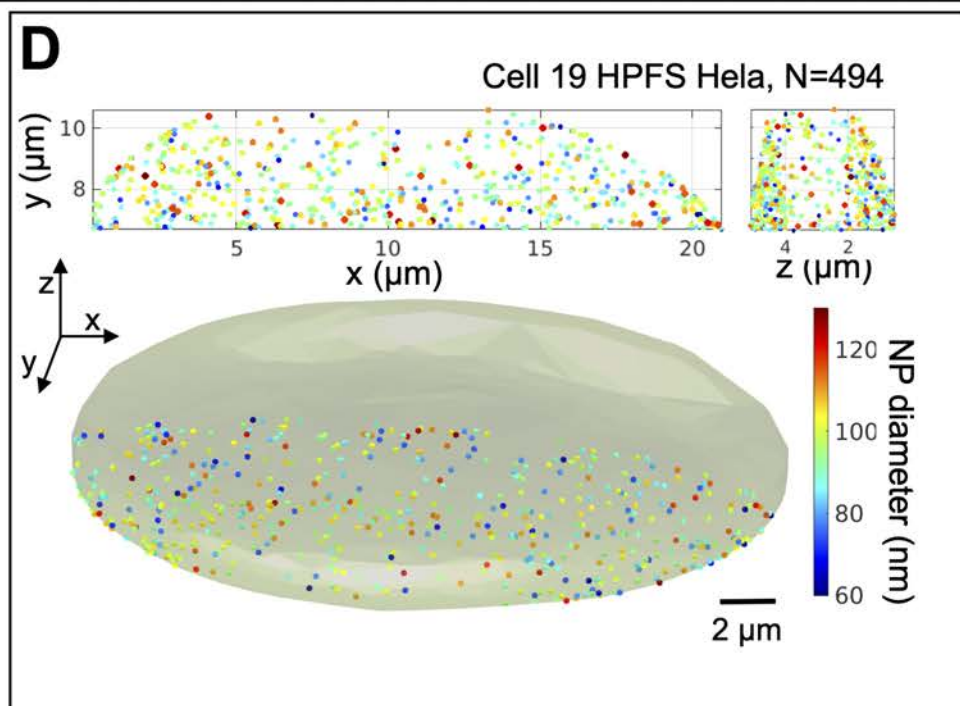 D
Cell 19 HPFS Hela, N=494
y (µm)
10
8
5
10
15
20
x (µm)
4
2
z (µm)
z
x
y
120
100
80
60
NP diameter (nm)
2 µm